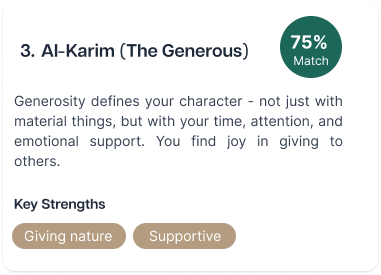 3. Al-Karim (The Generous)
75%
Match
Generosity defines your character - not just with
material things, but with your time, attention, and
emotional support. You find joy in giving to
others.
Key Strengths
Giving nature
Supportive